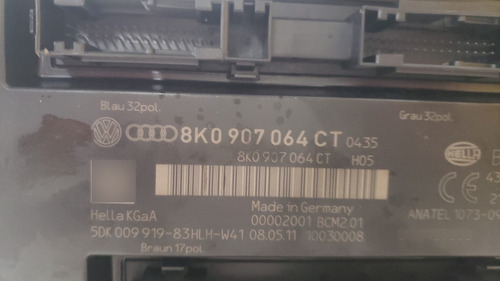 Blau 32pol.
Grau 32pol.
8K0 907 064 CT 0435
HELLA
8K0 907 064 CT H05
Hella KGaA
Made in Germany
00002001 BCM2 01
ANATEL 1073-09
5DK 009 919-83HLH-W41 08.05.11 10030008
Braun 17pol.